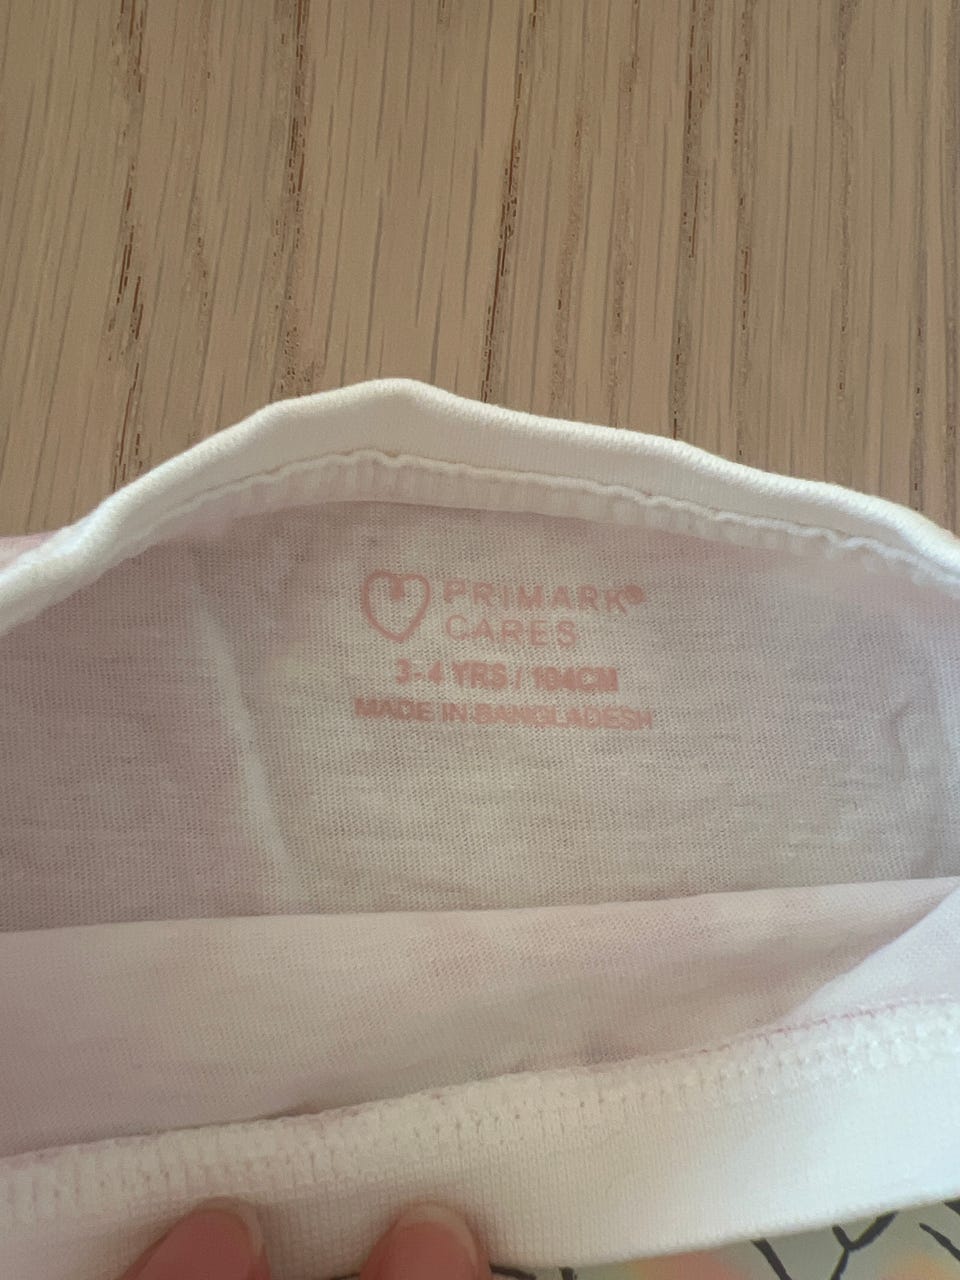 PRIMARK®
CARES
3-4 YRS / 104CM
MADE IN BANGLADESH